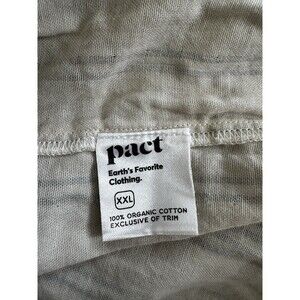 pact
Earth's Favorite
Clothing.
XXL
100% ORGANIC COTTON
EXCLUSIVE OF TRIM